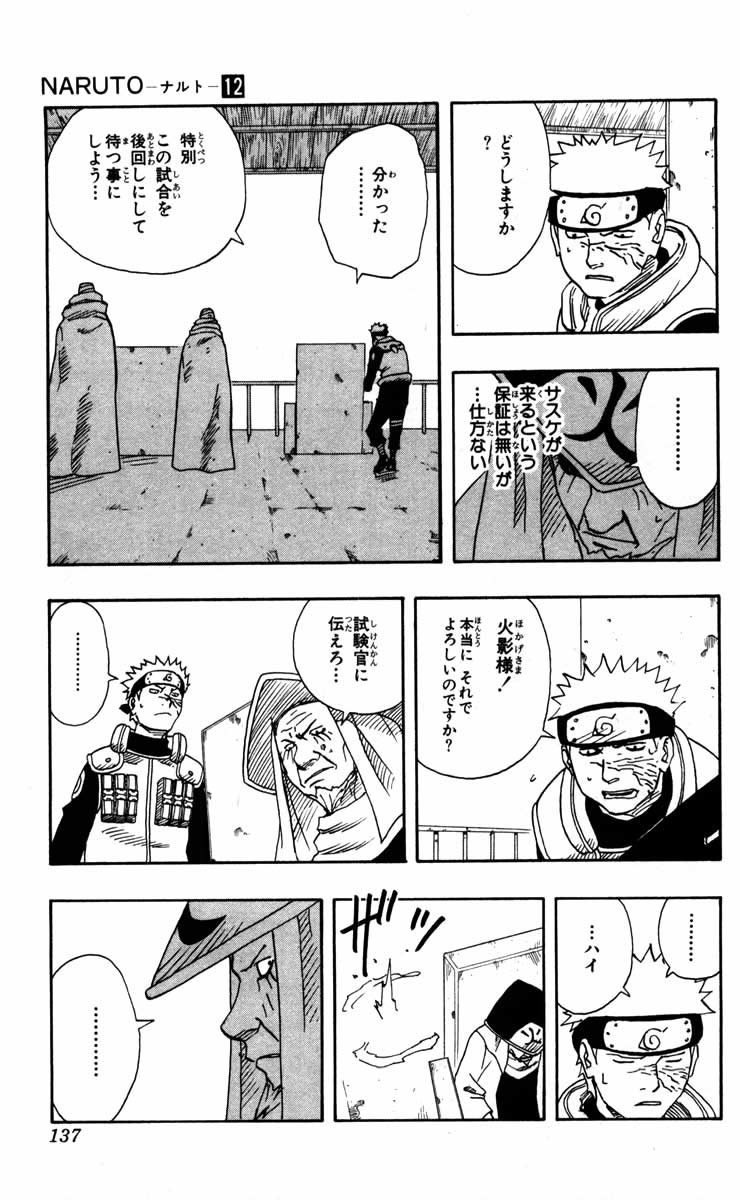 NARUTO—ナルト—12
どうしますか
?
…………
サスケが
来るという
保証は無いが
…仕方ない
分かった
…………
特別
この試合を
後回しにして
待つ事に
しよう…
火影様!
本当に それで
よろしいのですか?
試験官に
伝えろ…
…………
………
…ハイ
バッ
…………
137